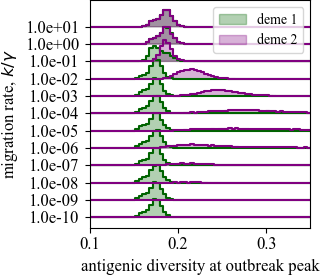 deme 1
deme 2
1.0e+01
1.0e+00
1.0e-01
1.0e-02
1.0e-03
1.0e-04
1.0e-05
1.0e-06
1.0e-07
1.0e-08
1.0e-09
1.0e-10
migration rate, k/γ
0.1 0.2 0.3
antigenic diversity at outbreak peak